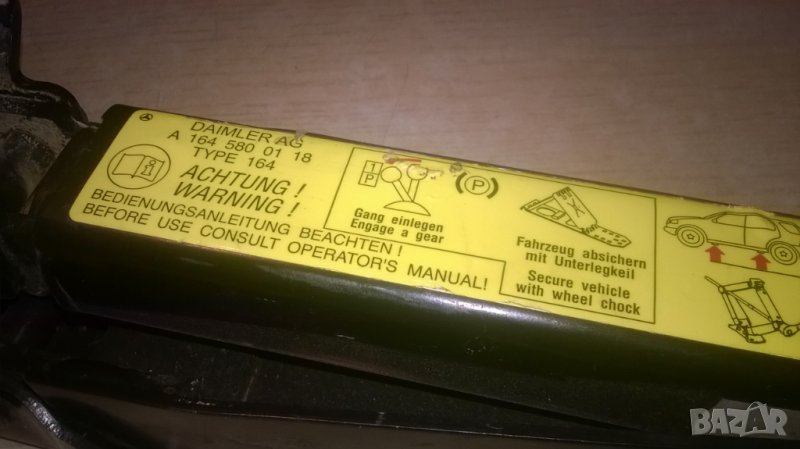 DAIMLER AG
A 164 580 01 18
TYPE 164
ACHTUNG !
WARNING !
BEDIENUNGSANLEITUNG BEACHTEN !
BEFORE USE CONSULT OPERATOR'S MANUAL!
1
P
(P)
Gang einlegen
Engage a gear
Fahrzeug absichern
mit Unterlegkeil
Secure vehicle
with wheel chock
BAZAR